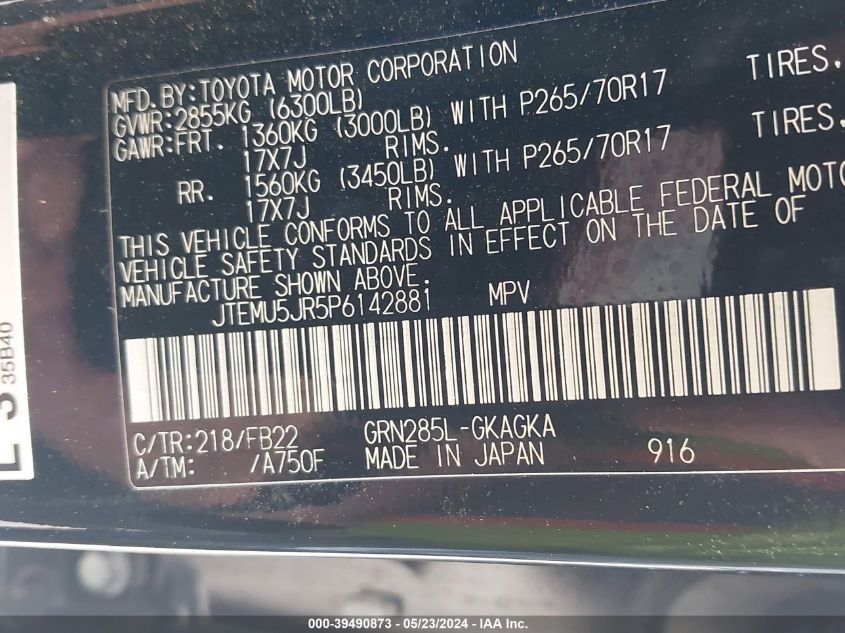 MFD.BY:TOYOTA MOTOR CORPORATION
GVWR:2855KG (6300LB)
GAWR:FRT. 1360KG (3000LB) WITH P265/70R17 TIRES.
17X7J RIMS.
RR. 1560KG (3450LB) WITH P265/70R17 TIRES.
17X7J RIMS.
THIS VEHICLE CONFORMS TO ALL APPLICABLE FEDERAL MOTO
VEHICLE SAFETY STANDARDS IN EFFECT ON THE DATE OF
MANUFACTURE SHOWN ABOVE.
JTEMU5JR5P6142881 MPV
C/TR:218/FB22 GRN285L-GKAGKA
A/TM: /A750F MADE IN JAPAN 916
35B40
000-39490873 - 05/23/2024 - IAAI Inc.